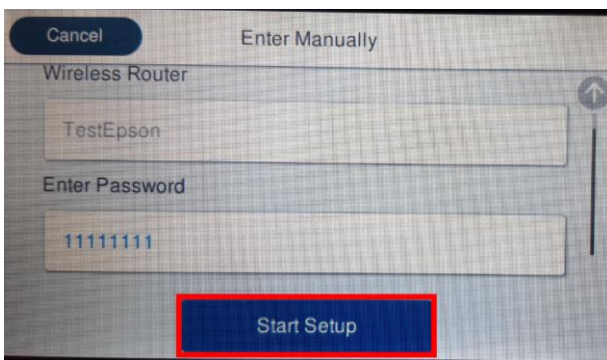 Cancel
Enter Manually
Wireless Router
TestEpson
Enter Password
11111111
Start Setup